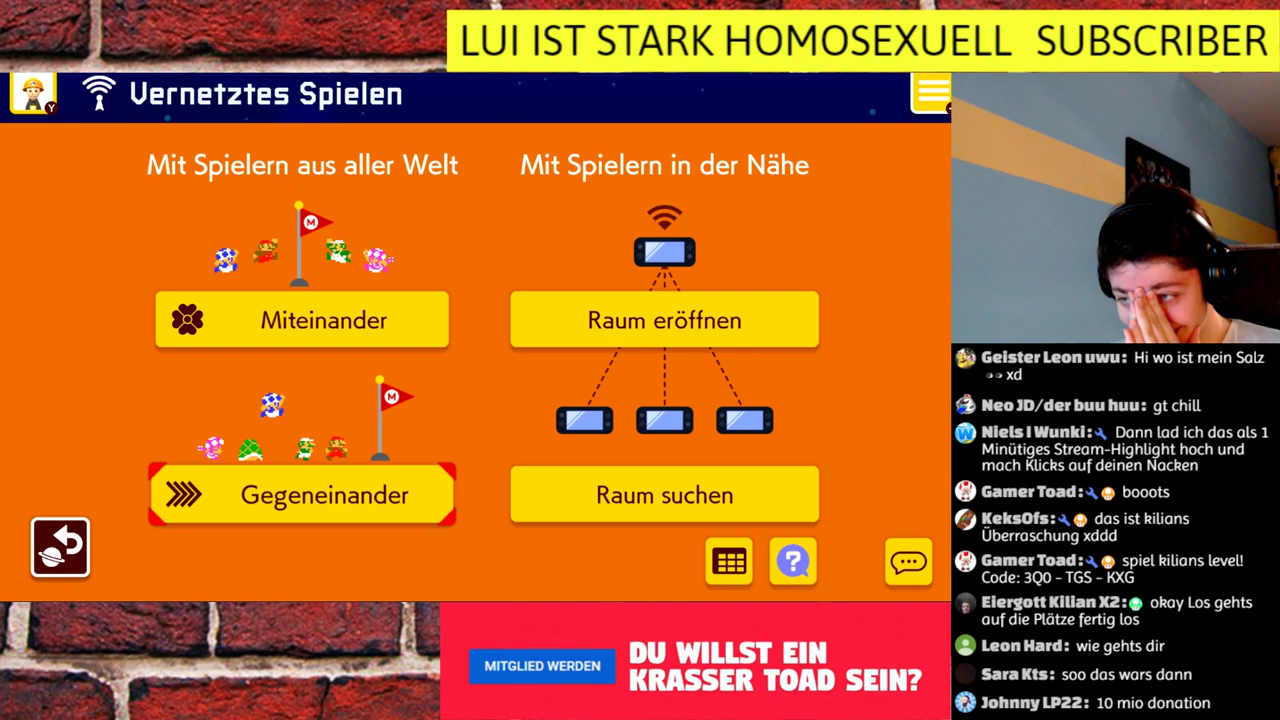 LUI IST STARK HOMOSEXUELL SUBSCRIBER
Y
Vernetztes Spielen
Mit Spielern aus aller Welt
Mit Spielern in der Nähe
M
Miteinander
Raum eröffnen
M
Gegeneinander
Raum suchen
?
Geister Leon uwu: Hi wo ist mein Salz
👀 xd
Neo JD/der buu huu: gt chill
Niels I Wunki: Dann lad ich das als 1
Minütiges Stream-Highlight hoch und
mach Klicks auf deinen Nacken
Gamer Toad: booots
KeksOfs: das ist kilians
Überraschung xddd
Gamer Toad: spiel kilians level!
Code: 3Q0 - TGS - KXG
Eiergott Kilian X2: okay Los gehts
auf die Plätze fertig los
Leon Hard: wie gehts dir
Sara Kts: soo das wars dann
Johnny LP22: 10 mio donation
MITGLIED WERDEN
DU WILLST EIN
KRASSER TOAD SEIN?